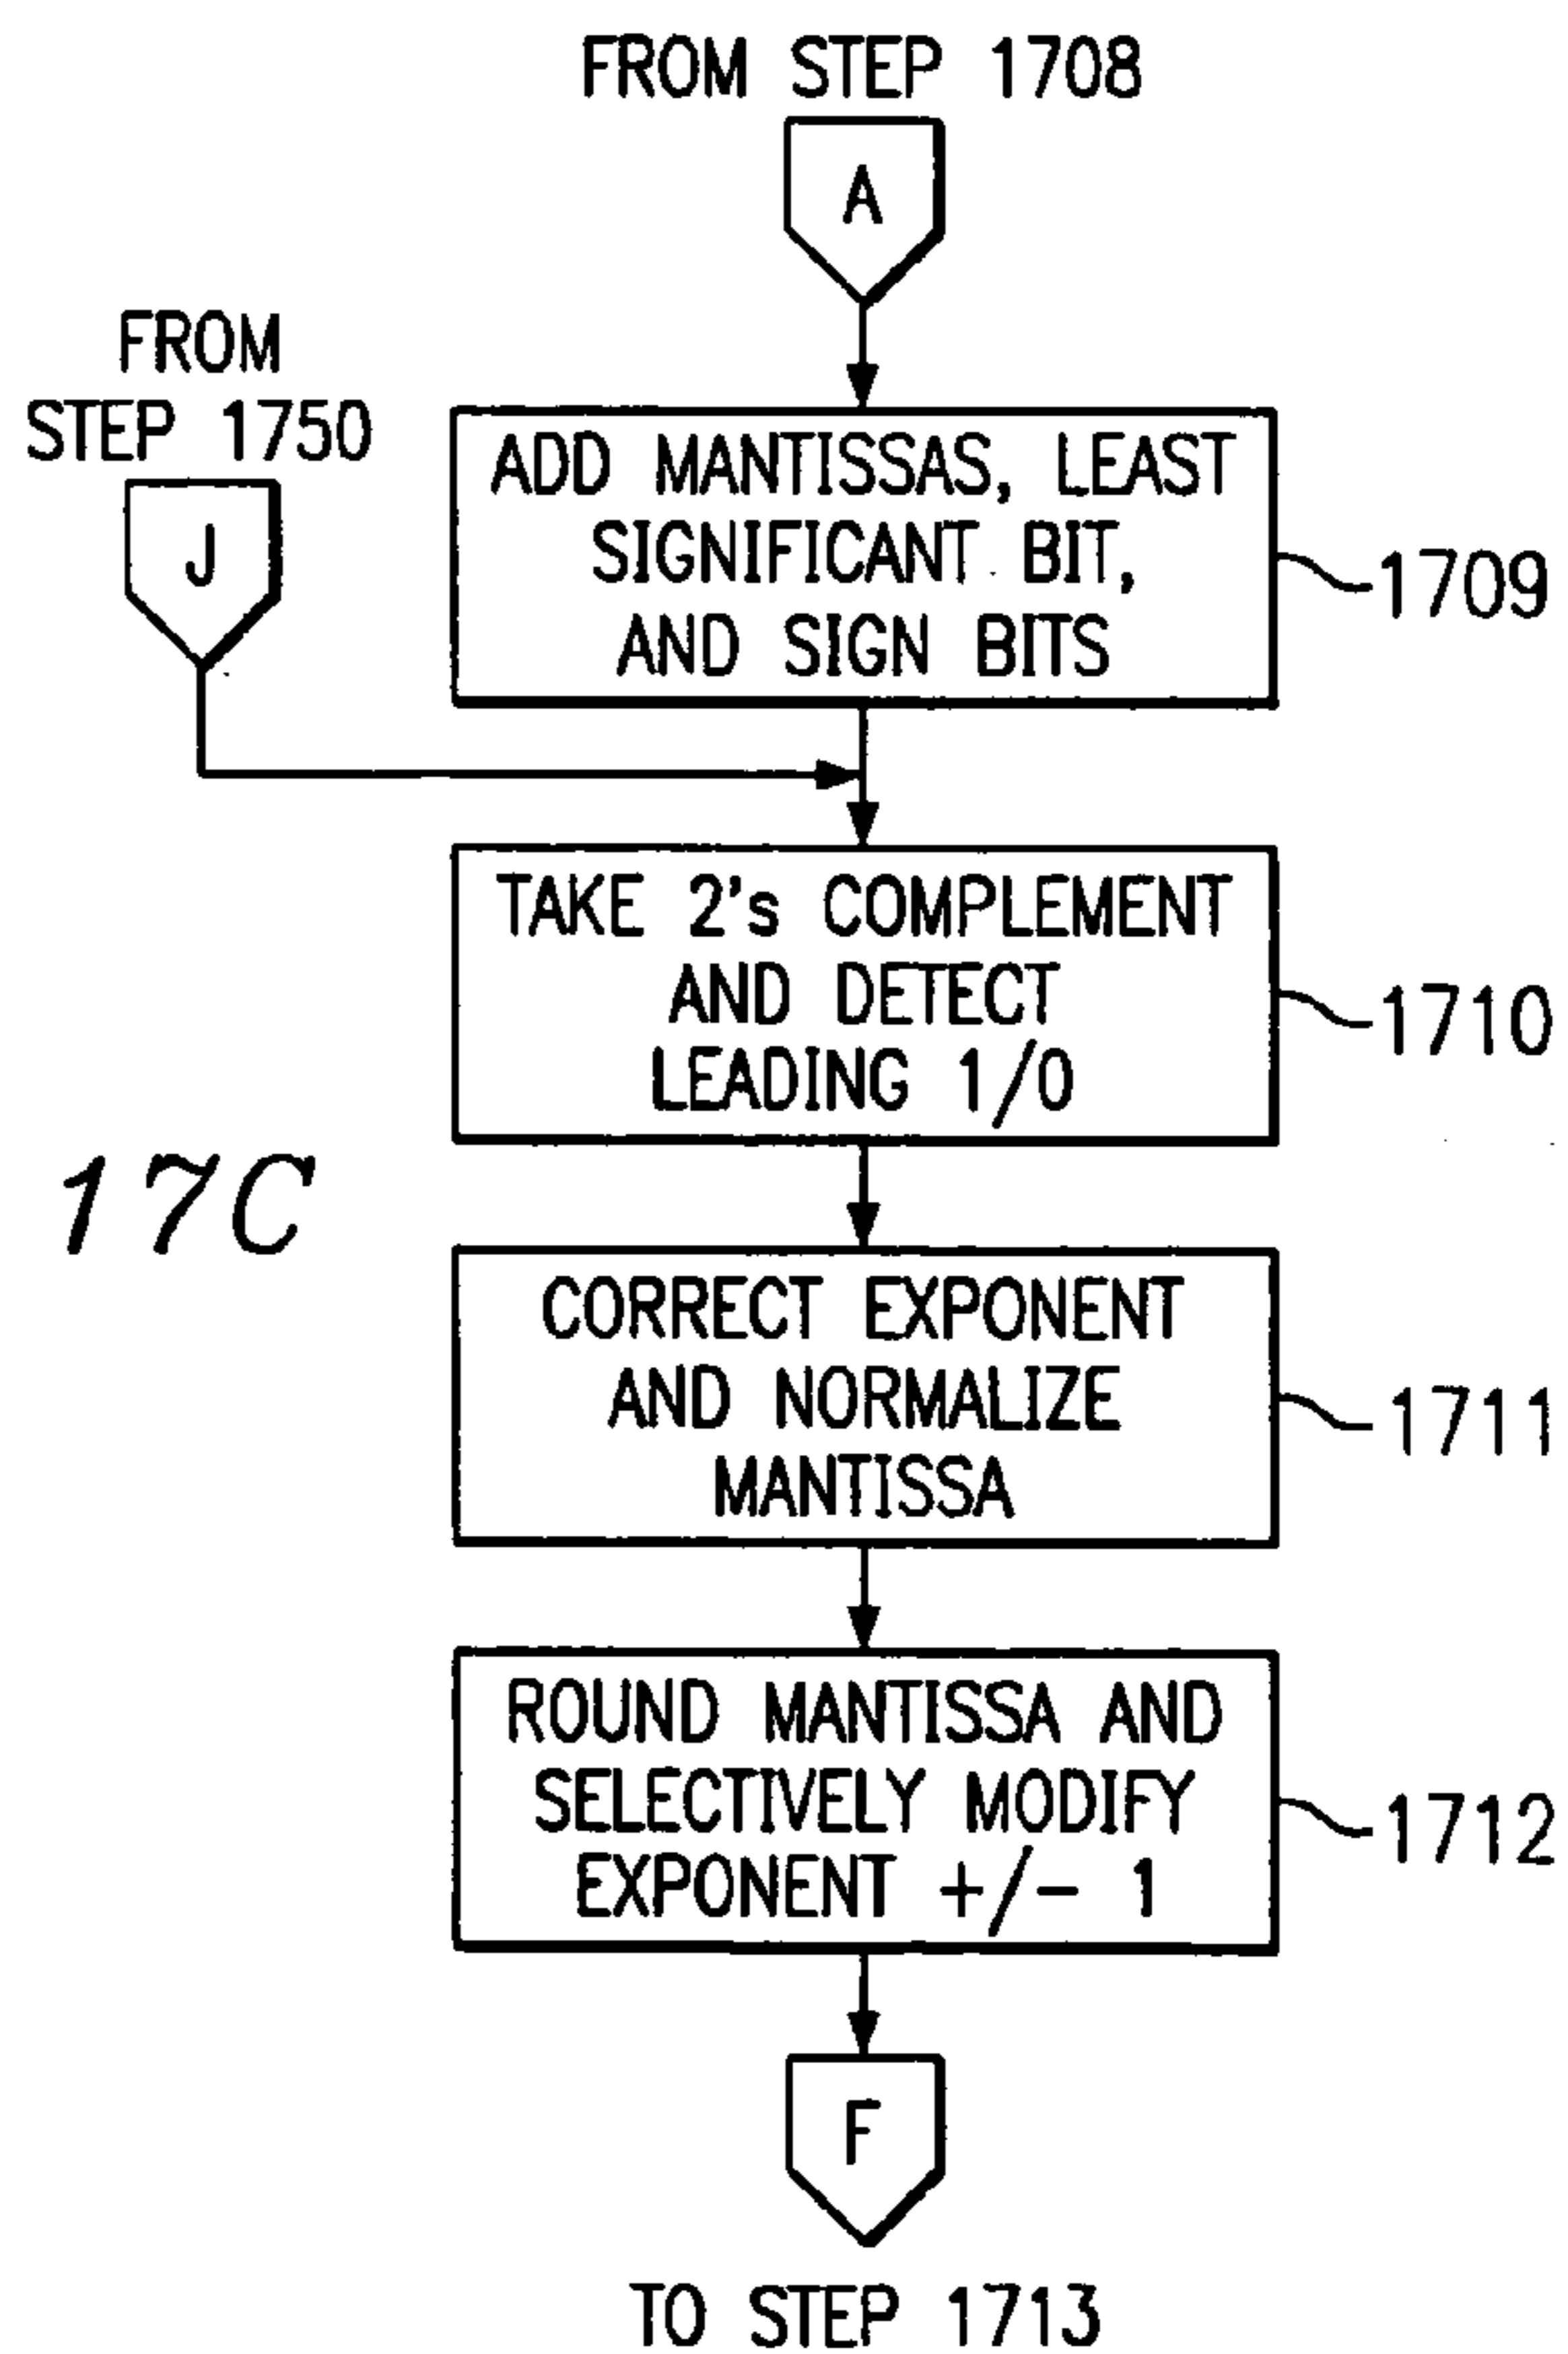 FROM STEP 1708
A
FROM
STEP 1750
J
ADD MANTISSAS, LEAST
SIGNIFICANT BIT,
AND SIGN BITS
1709
TAKE 2's COMPLEMENT
AND DETECT
LEADING 1/0
1710
17C
CORRECT EXPONENT
AND NORMALIZE
MANTISSA
1711
ROUND MANTISSA AND
SELECTIVELY MODIFY
EXPONENT +/- 1
1712
F
TO STEP 1713